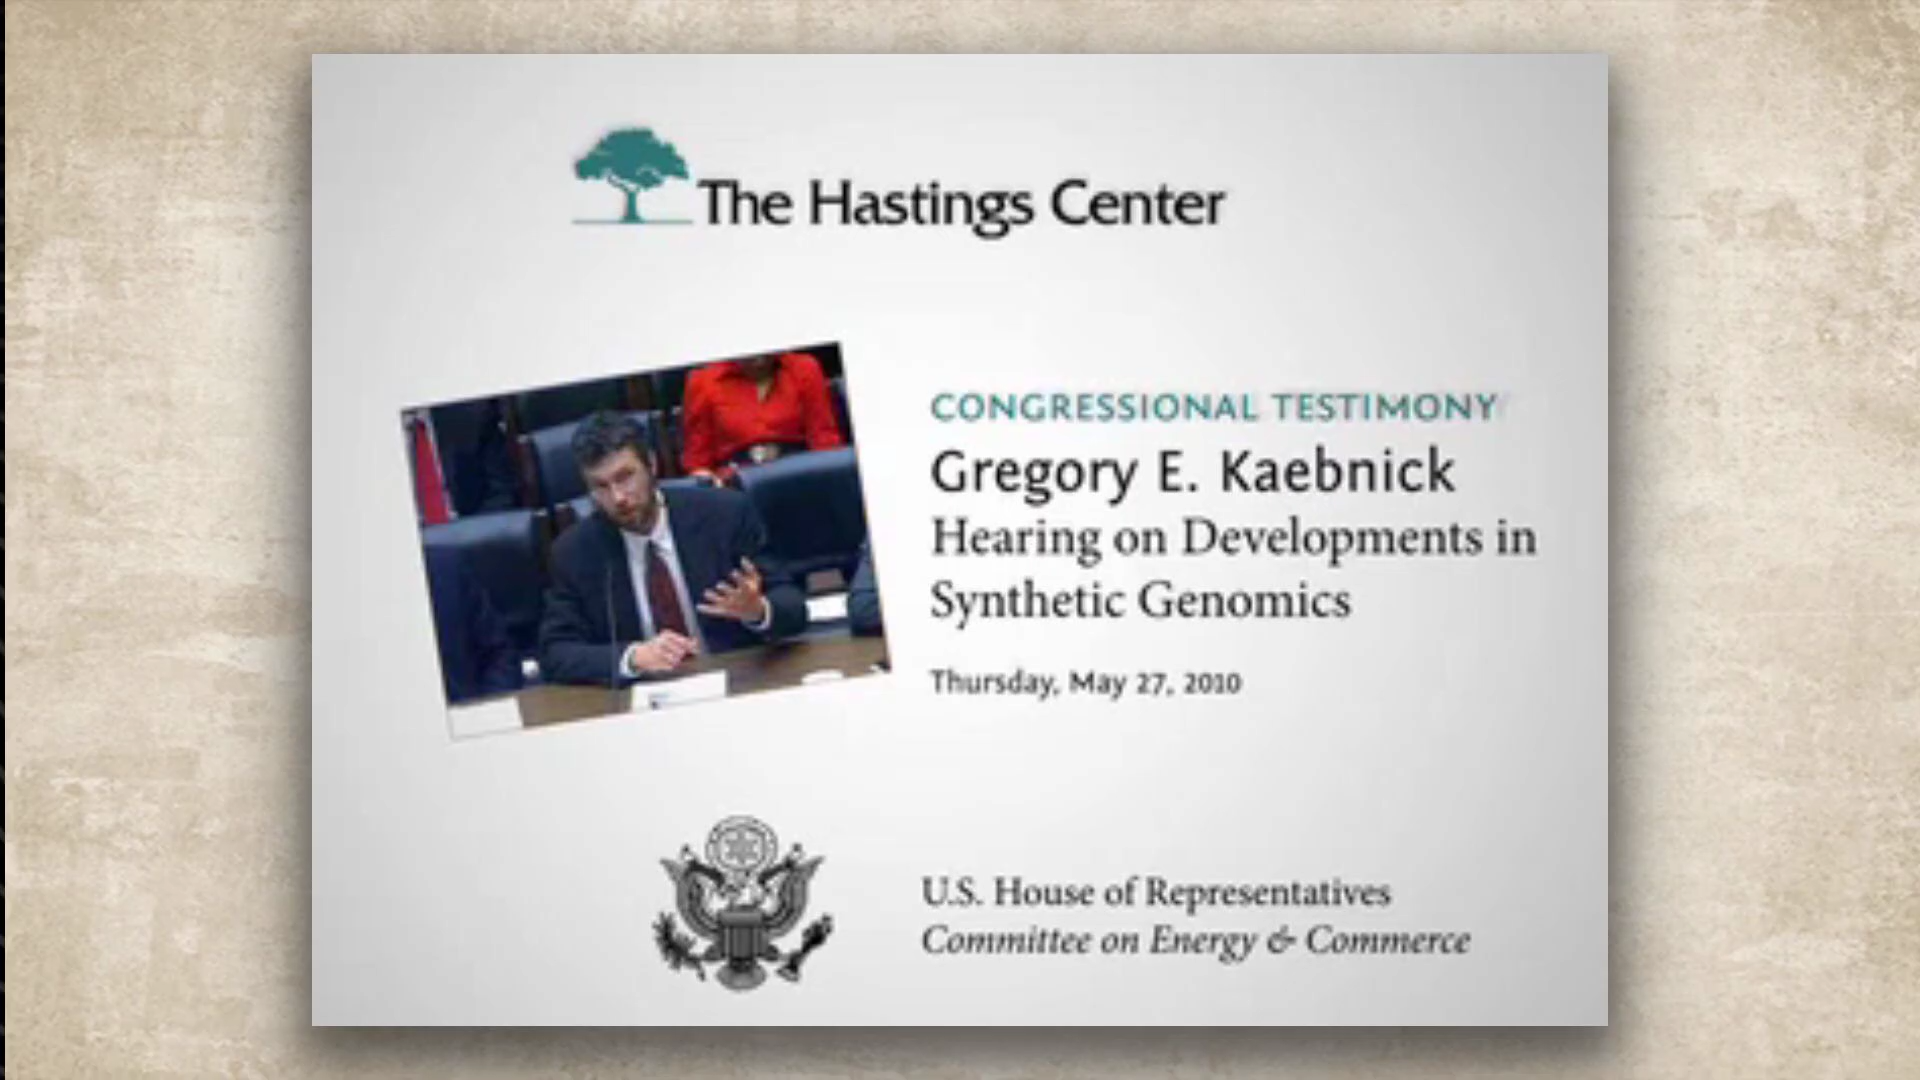 The Hastings Center
CONGRESSIONAL TESTIMONY
Gregory E. Kaebnick
Hearing on Developments in
Synthetic Genomics
Thursday, May 27, 2010
U.S. House of Representatives
Committee on Energy & Commerce